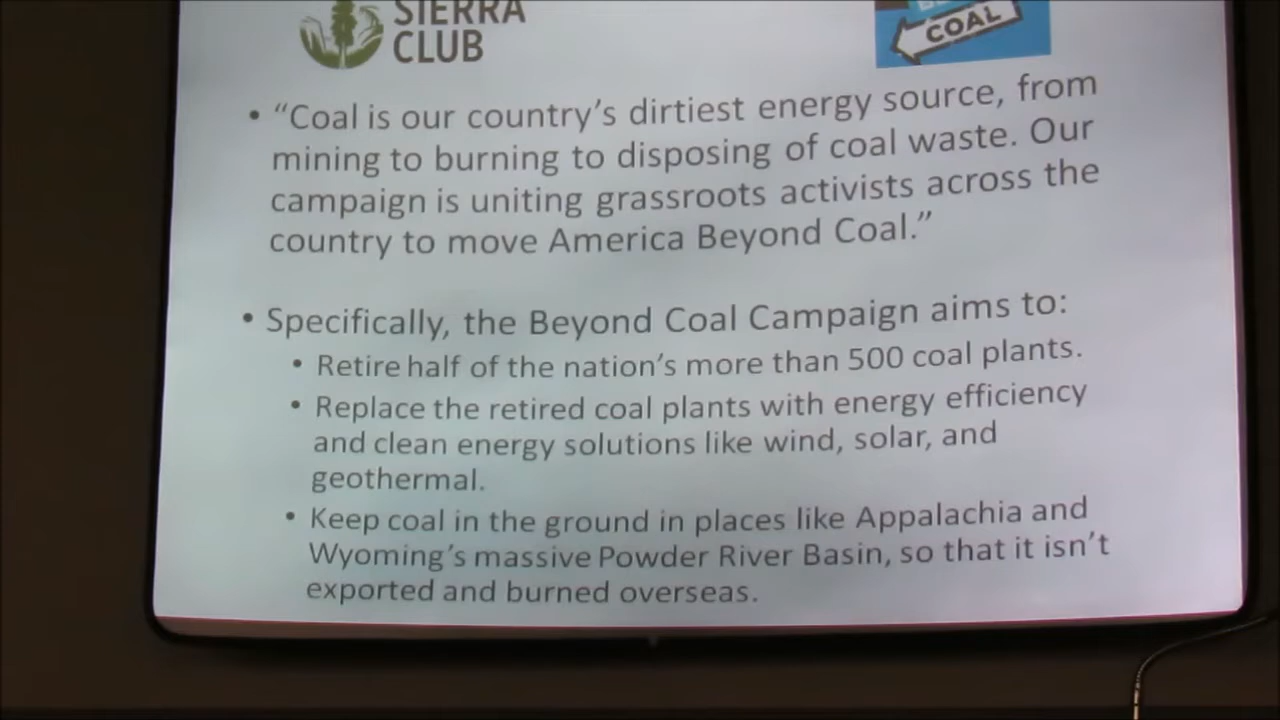 SIERRA
CLUB
COAL
• “Coal is our country’s dirtiest energy source, from
mining to burning to disposing of coal waste. Our
campaign is uniting grassroots activists across the
country to move America Beyond Coal.”
• Specifically, the Beyond Coal Campaign aims to:
• Retire half of the nation’s more than 500 coal plants.
• Replace the retired coal plants with energy efficiency
and clean energy solutions like wind, solar, and
geothermal.
• Keep coal in the ground in places like Appalachia and
Wyoming’s massive Powder River Basin, so that it isn’t
exported and burned overseas.